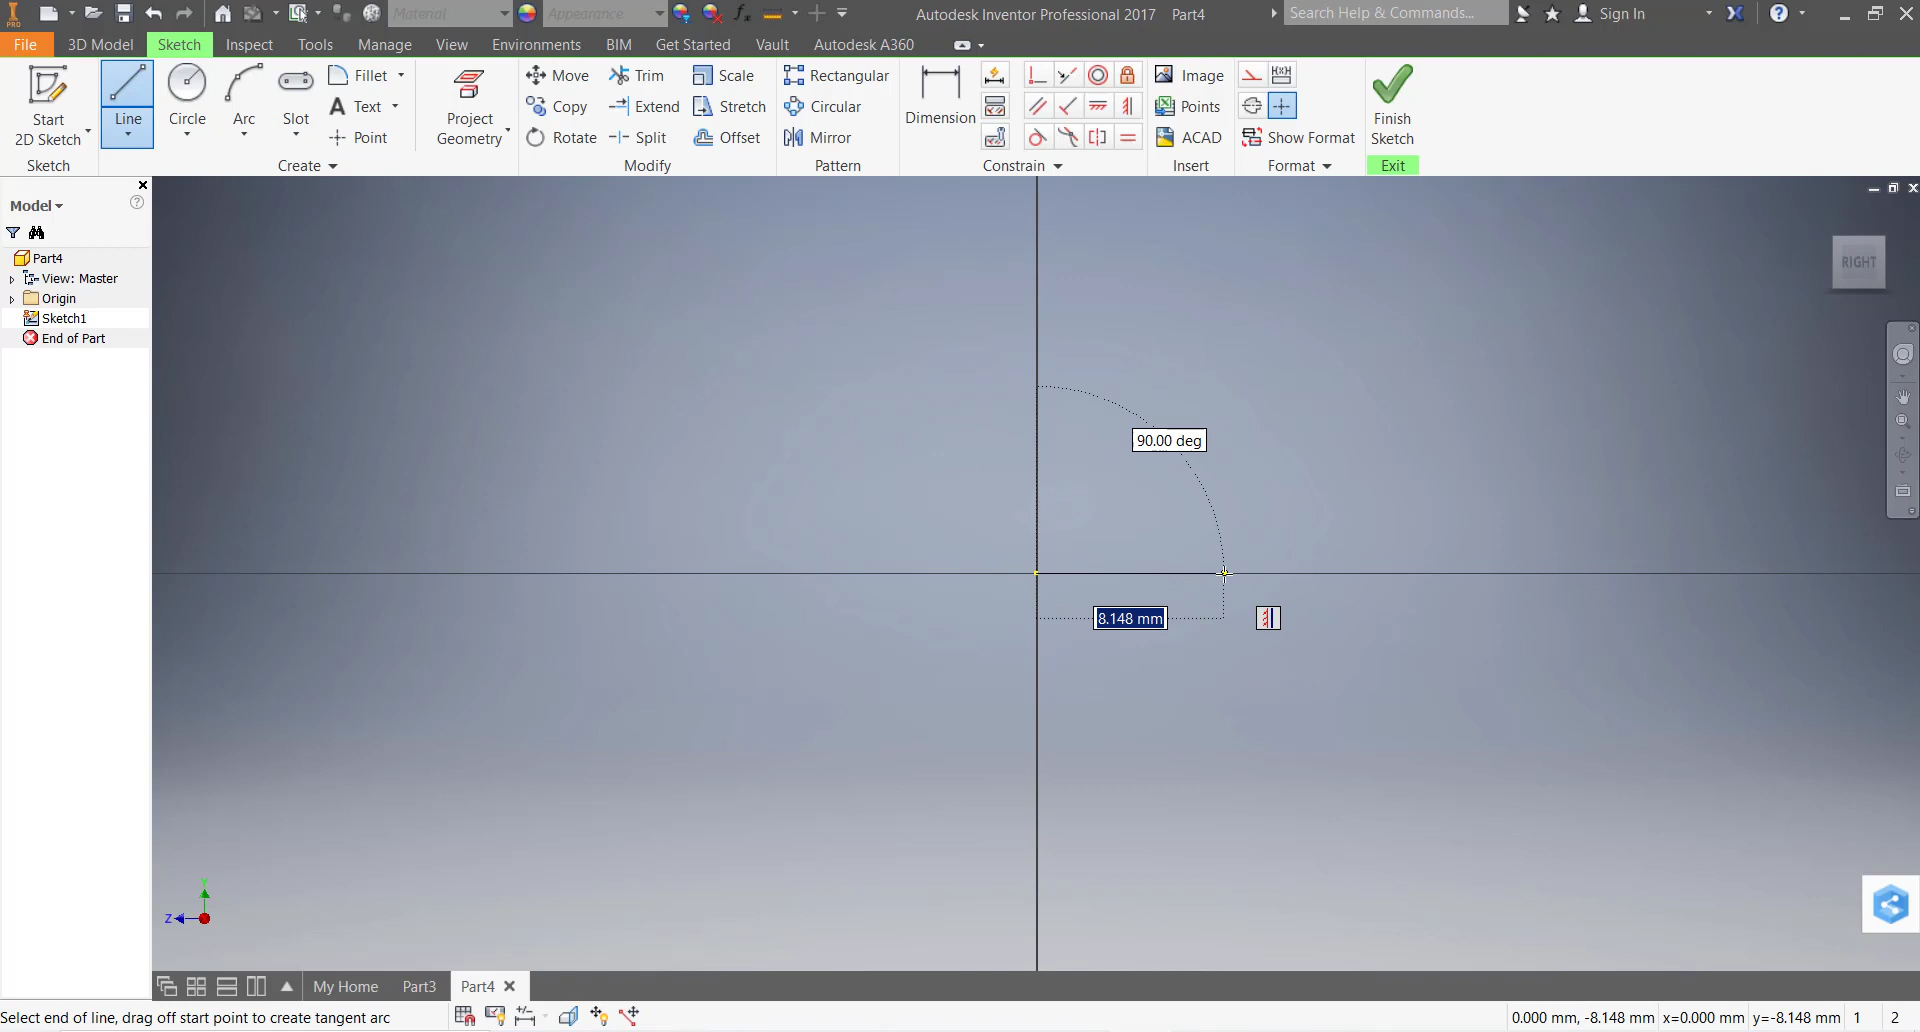 PRO
Material
Appearance
fx
Autodesk Inventor Professional 2017 Part4
Search Help & Commands...
Sign In
File 3D Model Sketch Inspect Tools Manage View Environments BIM Get Started Vault Autodesk A360
Start
2D Sketch
Line
Circle
Arc
Slot
Fillet
Text
Point
Project
Geometry
Move
Copy
Rotate
Trim
Extend
Split
Scale
Stretch
Offset
Rectangular
Circular
Mirror
Dimension
Image
Points
ACAD
Show Format
Finish
Sketch
Sketch Create Modify Pattern Constrain Insert Format Exit
Model
Part4
View: Master
Origin
Sketch1
End of Part
RIGHT
90.00 deg
8.148 mm
Y
Z
My Home Part3 Part4
Select end of line, drag off start point to create tangent arc
0.000 mm, -8.148 mm x=0.000 mm y=-8.148 mm 1 2